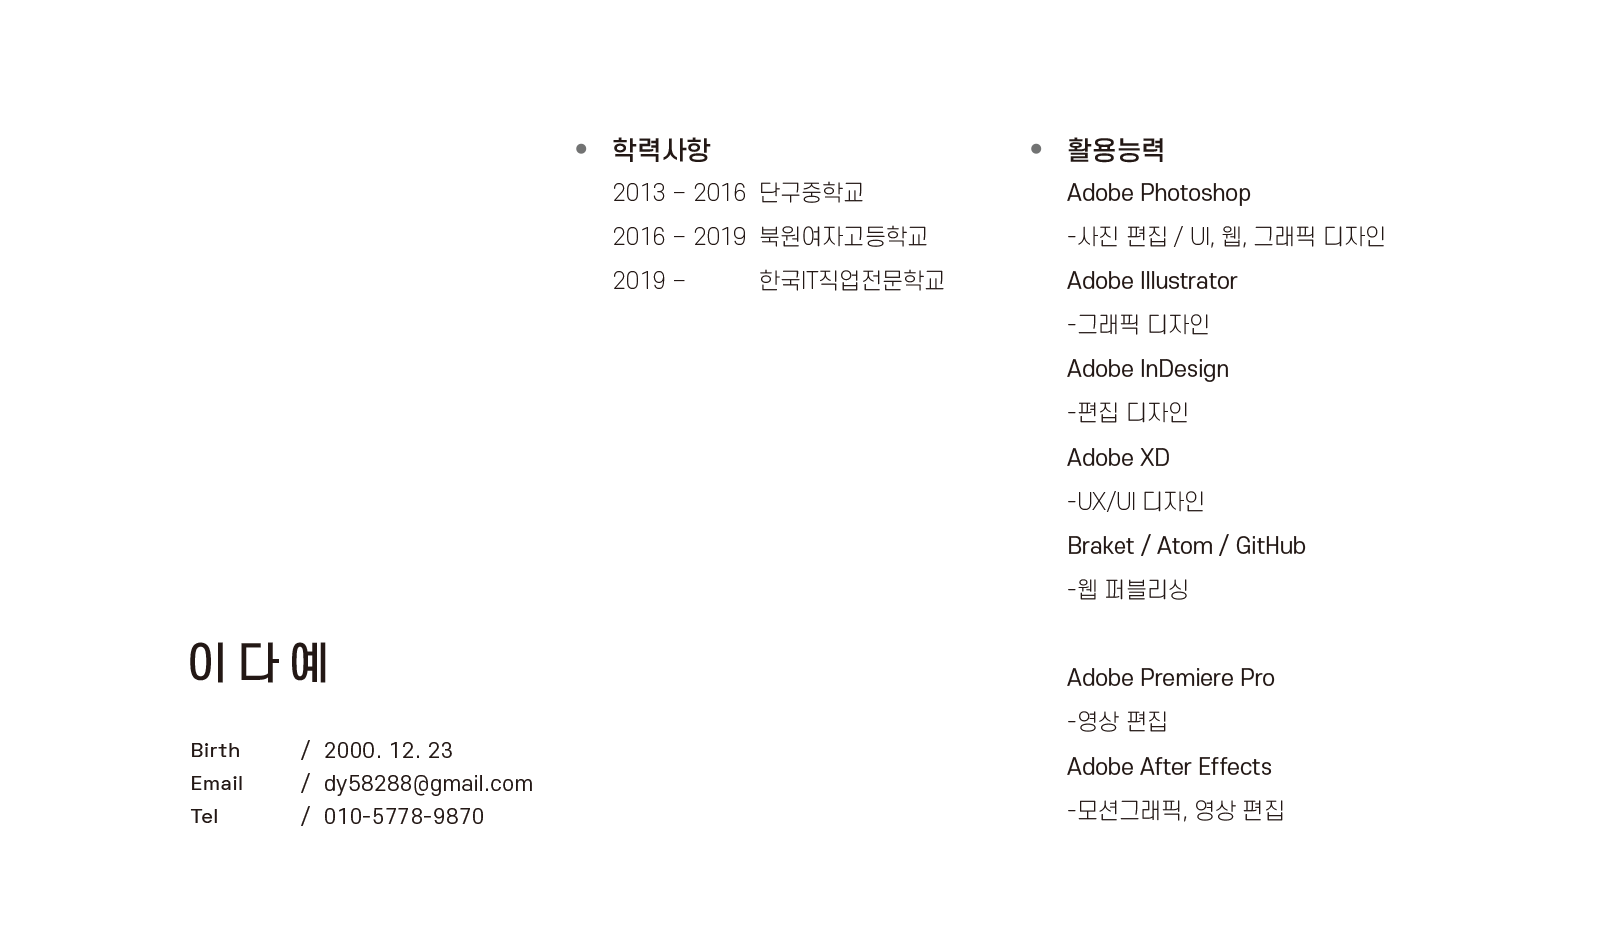 학력사항
2013 – 2016 단구중학교
2016 – 2019 북원여자고등학교
2019 – 한국IT직업전문학교
활용능력
Adobe Photoshop
-사진 편집 / UI, 웹, 그래픽 디자인
Adobe Illustrator
-그래픽 디자인
Adobe InDesign
-편집 디자인
Adobe XD
-UX/UI 디자인
Braket / Atom / GitHub
-웹 퍼블리싱
Adobe Premiere Pro
-영상 편집
Adobe After Effects
-모션그래픽, 영상 편집
이다예
Birth / 2000. 12. 23
Email / dy58288@gmail.com
Tel / 010-5778-9870